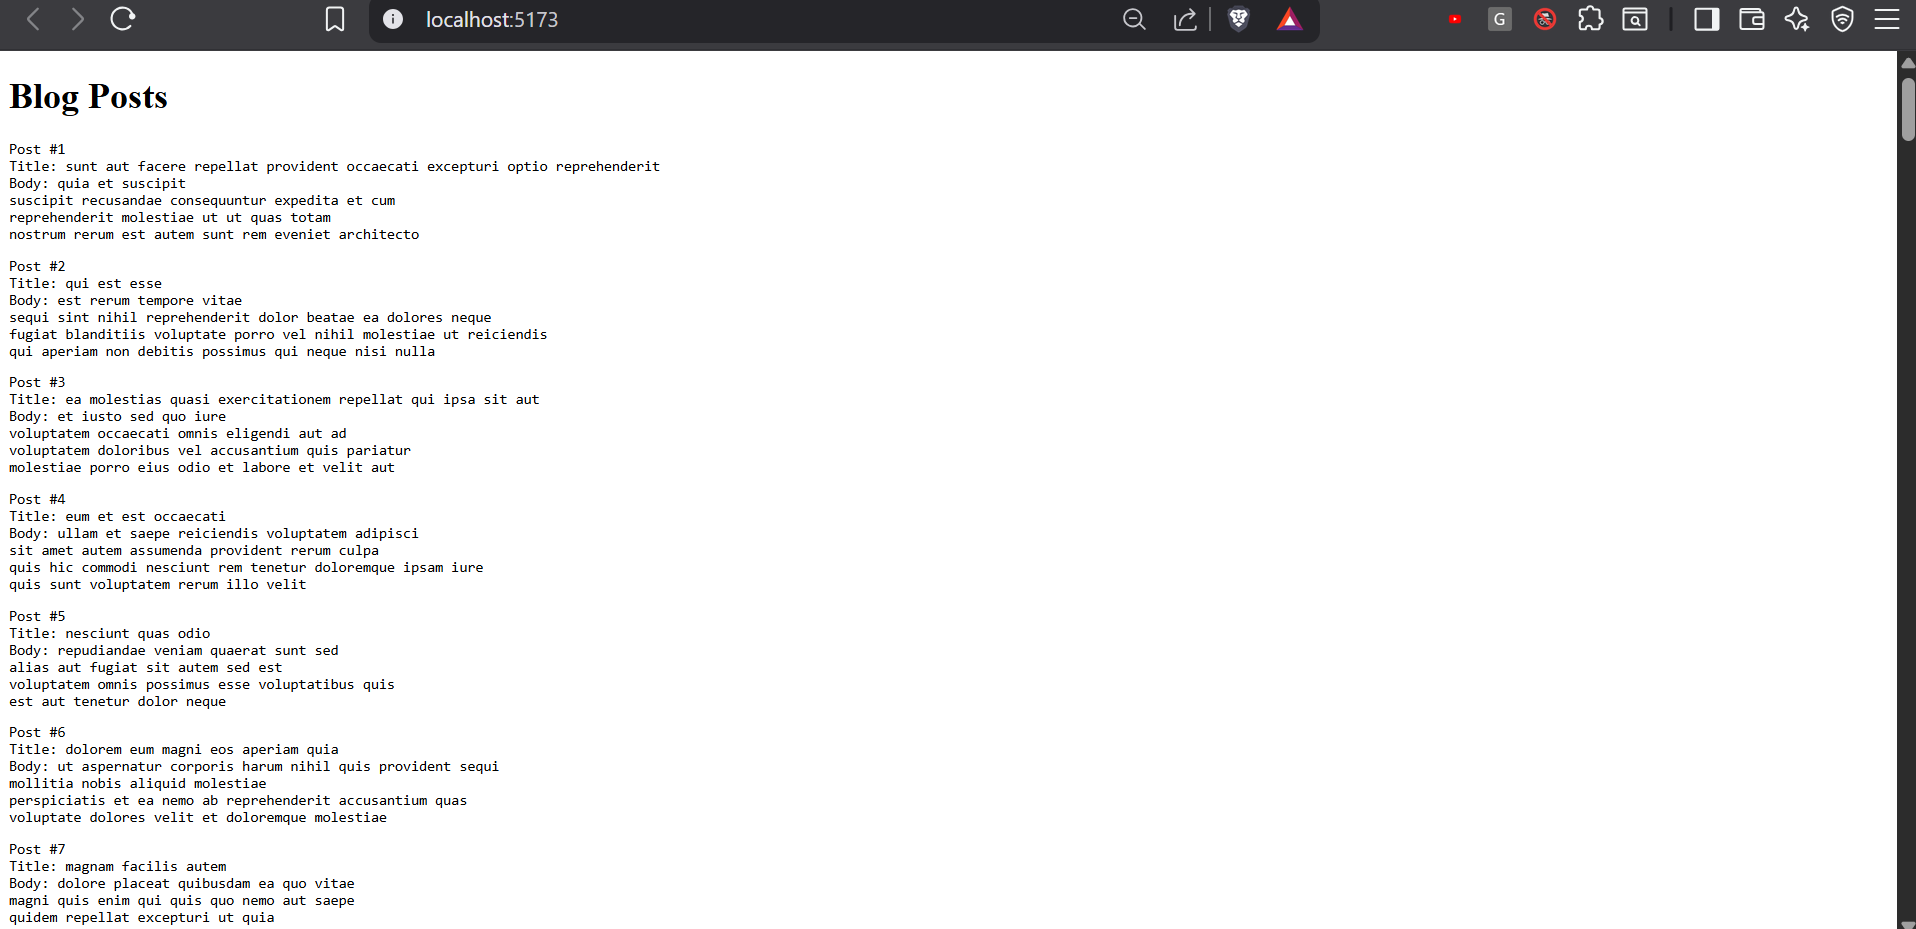 localhost:5173
G
Blog Posts
Post #1
Title: sunt aut facere repellat provident occaecati excepturi optio reprehenderit
Body: quia et suscipit
suscipit recusandae consequuntur expedita et cum
reprehenderit molestiae ut ut quas totam
nostrum rerum est autem sunt rem eveniet architecto
Post #2
Title: qui est esse
Body: est rerum tempore vitae
sequi sint nihil reprehenderit dolor beatae ea dolores neque
fugiat blanditiis voluptate porro vel nihil molestiae ut reiciendis
qui aperiam non debitis possimus qui neque nisi nulla
Post #3
Title: ea molestias quasi exercitationem repellat qui ipsa sit aut
Body: et iusto sed quo iure
voluptatem occaecati omnis eligendi aut ad
voluptatem doloribus vel accusantium quis pariatur
molestiae porro eius odio et labore et velit aut
Post #4
Title: eum et est occaecati
Body: ullam et saepe reiciendis voluptatem adipisci
sit amet autem assumenda provident rerum culpa
quis hic commodi nesciunt rem tenetur doloremque ipsam iure
quis sunt voluptatem rerum illo velit
Post #5
Title: nesciunt quas odio
Body: repudiandae veniam quaerat sunt sed
alias aut fugiat sit autem sed est
voluptatem omnis possimus esse voluptatibus quis
est aut tenetur dolor neque
Post #6
Title: dolorem eum magni eos aperiam quia
Body: ut aspernatur corporis harum nihil quis provident sequi
mollitia nobis aliquid molestiae
perspiciatis et ea nemo ab reprehenderit accusantium quas
voluptate dolores velit et doloremque molestiae
Post #7
Title: magnam facilis autem
Body: dolore placeat quibusdam ea quo vitae
magni quis enim qui quis quo nemo aut saepe
quidem repellat excepturi ut quia